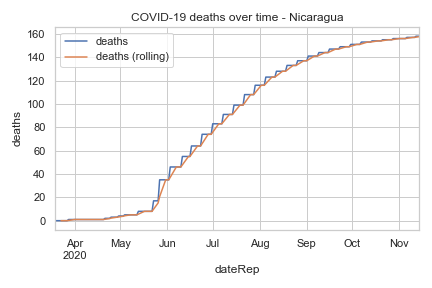 COVID-19 deaths over time - Nicaragua
deaths
deaths (rolling)
160
140
120
100
80
60
40
20
0
deaths
Apr May Jun Jul Aug Sep Oct Nov
2020
dateRep